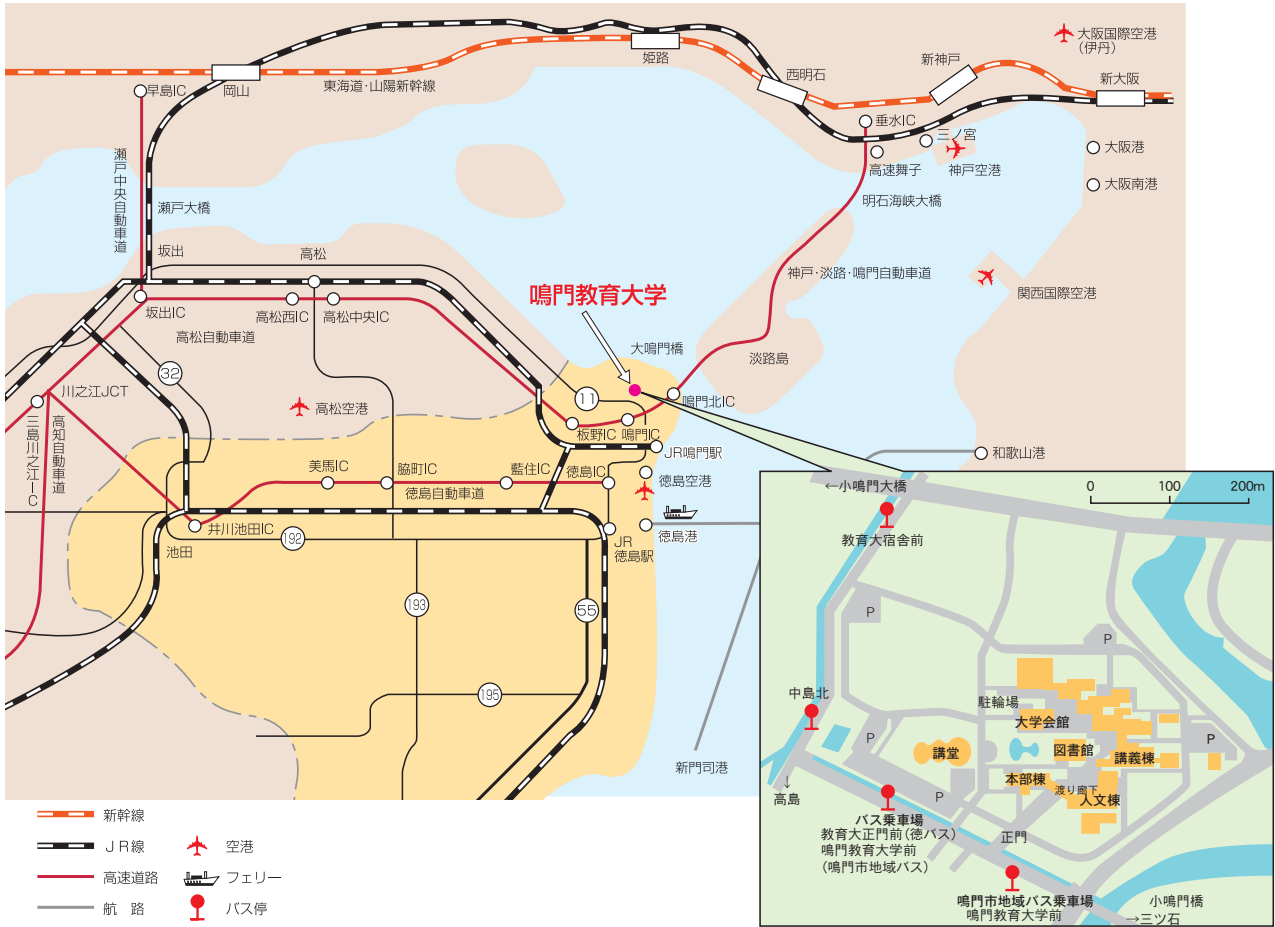 大阪国際空港
(伊丹)
新神戸
新大阪
姫路
西明石
東海道・山陽新幹線
岡山
早島IC
垂水IC
三ノ宮
大阪港
高速舞子
神戸空港
大阪南港
明石海峡大橋
瀬戸中央自動車道
瀬戸大橋
坂出
高松
神戸・淡路・鳴門自動車道
関西国際空港
鳴門教育大学
坂出IC
高松西IC
高松中央IC
高松自動車道
大鳴門橋
淡路島
32
川之江JCT
高松空港
11
鳴門北IC
三島川之江IC
高知自動車道
板野IC
鳴門IC
JR鳴門駅
和歌山港
美馬IC
脇町IC
藍住IC
徳島IC
徳島空港
徳島自動車道
井川池田IC
192
池田
JR
徳島駅
徳島港
193
55
195
新門司港
←小鳴門大橋
0
100
200m
教育大宿舎前
P
P
中島北
駐輪場
大学会館
P
P
講堂
図書館
講義棟
本部棟
渡り廊下
人文棟
P
↓
高島
バス乗車場
教育大正門前(徳バス)
鳴門教育大学前
(鳴門市地域バス)
正門
鳴門市地域バス乗車場
鳴門教育大学前
小鳴門橋
→三ツ石
新幹線
JR線
高速道路
航路
空港
フェリー
バス停